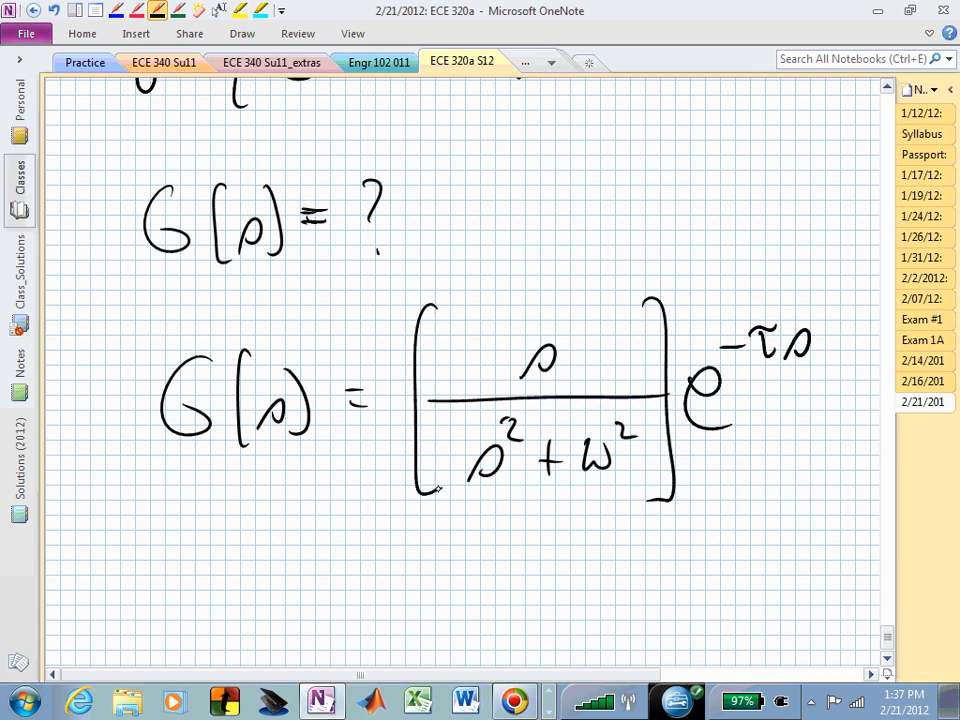 2/21/2012: ECE 320a - Microsoft OneNote
File Home Insert Share Draw Review View
Practice ECE 340 Su11 ECE 340 Su11_extras Engr 102 011 ECE 320a S12 ... Search All Notebooks (Ctrl+E)
Personal
Classes
Class_Solutions
Notes
Solutions (2012)
N..
1/12/12:
Syllabus
Passport:
1/17/12:
1/19/12:
1/24/12:
1/26/12:
1/31/12:
2/2/2012:
2/07/12:
Exam #1
Exam 1A
2/14/201
2/16/201
2/21/201
G(s) = ?
G(s) = [s / (s² + ω²)] e^(-τs)
97%
1:37 PM
2/21/2012